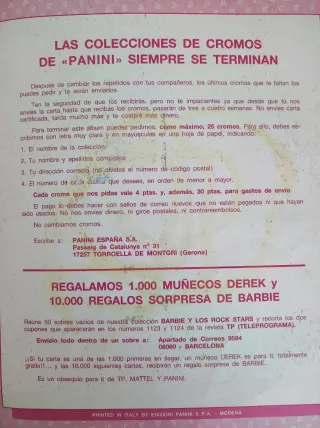 LAS COLECCIONES DE CROMOS
DE «PANINI» SIEMPRE SE TERMINAN
Después de cambiar los repetidos con tus compañeros, los últimos cromos que te falten los
puedes pedir y te serán enviados.
Ten la seguridad de que los recibirás, pero no te impacientes ya que desde que tú nos
envies la carta hasta que recibas los cromos, pasarán de tres a cuatro semanas. No envies carta
certificada, tarda mucho más y te costará más dinero.
Para terminar este álbum puedes pedirnos, como máximo, 25 cromos. Para ello, debes es-
cribirnos con letra muy clara y en mayúsculas en una hoja de papel, indicando:
1. El nombre de la colección
2. Tu nombre y apellidos completos
3. Tu dirección correcta (no olvides el número de código postal)
4. El número de cada cromo que desees, en orden de menor a mayor.
Cada cromo que nos pidas vale 4 ptas. y, además, 30 ptas. para gastos de envío.
El pago lo debes hacer con sellos de correo nuevos que no estén pegados ni que hayan
sido usados. No nos envies dinero, ni giros postales, ni contrareembolsos.
No cambiamos cromos.
Escribe a: PANINI ESPAÑA S.A.
Passeig de Catalunya nº 31
17257 TORROELLA DE MONTGRI (Gerona)
REGALAMOS 1.000 MUÑECOS DEREK y
10.000 REGALOS SORPRESA DE BARBIE
Reúne 50 sobres vacíos de nuestra colección BARBIE Y LOS ROCK STARS y recorta los dos
cupones que aparecerán en los números 1123 y 1124 de la revista TP (TELEPROGRAMA).
Envíalo todo dentro de un sobre a: Apartado de Correos 9584
08080 - BARCELONA
¡¡Si tu carta es una de las 1.000 primeras en llegar, un muñeco DEREK es para ti, totalmente
gratis!!... y las 10.000 siguientes cartas, recibirán un regalo sorpresa de BARBIE.
Es un obsequio para ti de TP, MATTEL Y PANINI.
PRINTED IN ITALY BY EDIZIONI PANINI S.P.A. - MODENA